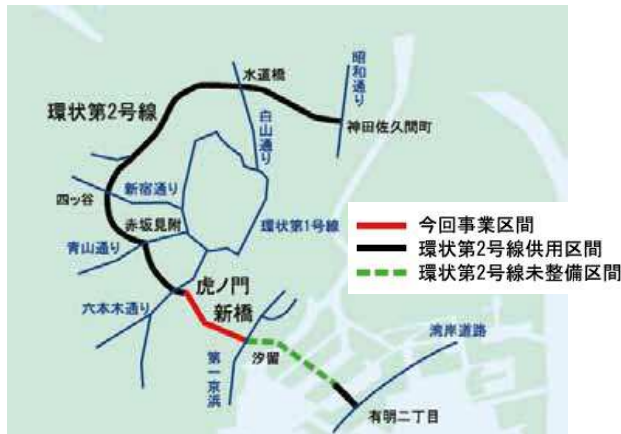 水道橋
昭和通り
環状第2号線
白山通り
神田佐久間町
新宿通り
四ッ谷
赤坂見附
環状第1号線
青山通り
今回事業区間
環状第2号線供用区間
環状第2号線未整備区間
虎ノ門
六本木通り
新橋
湾岸道路
第一京浜
汐留
有明二丁目